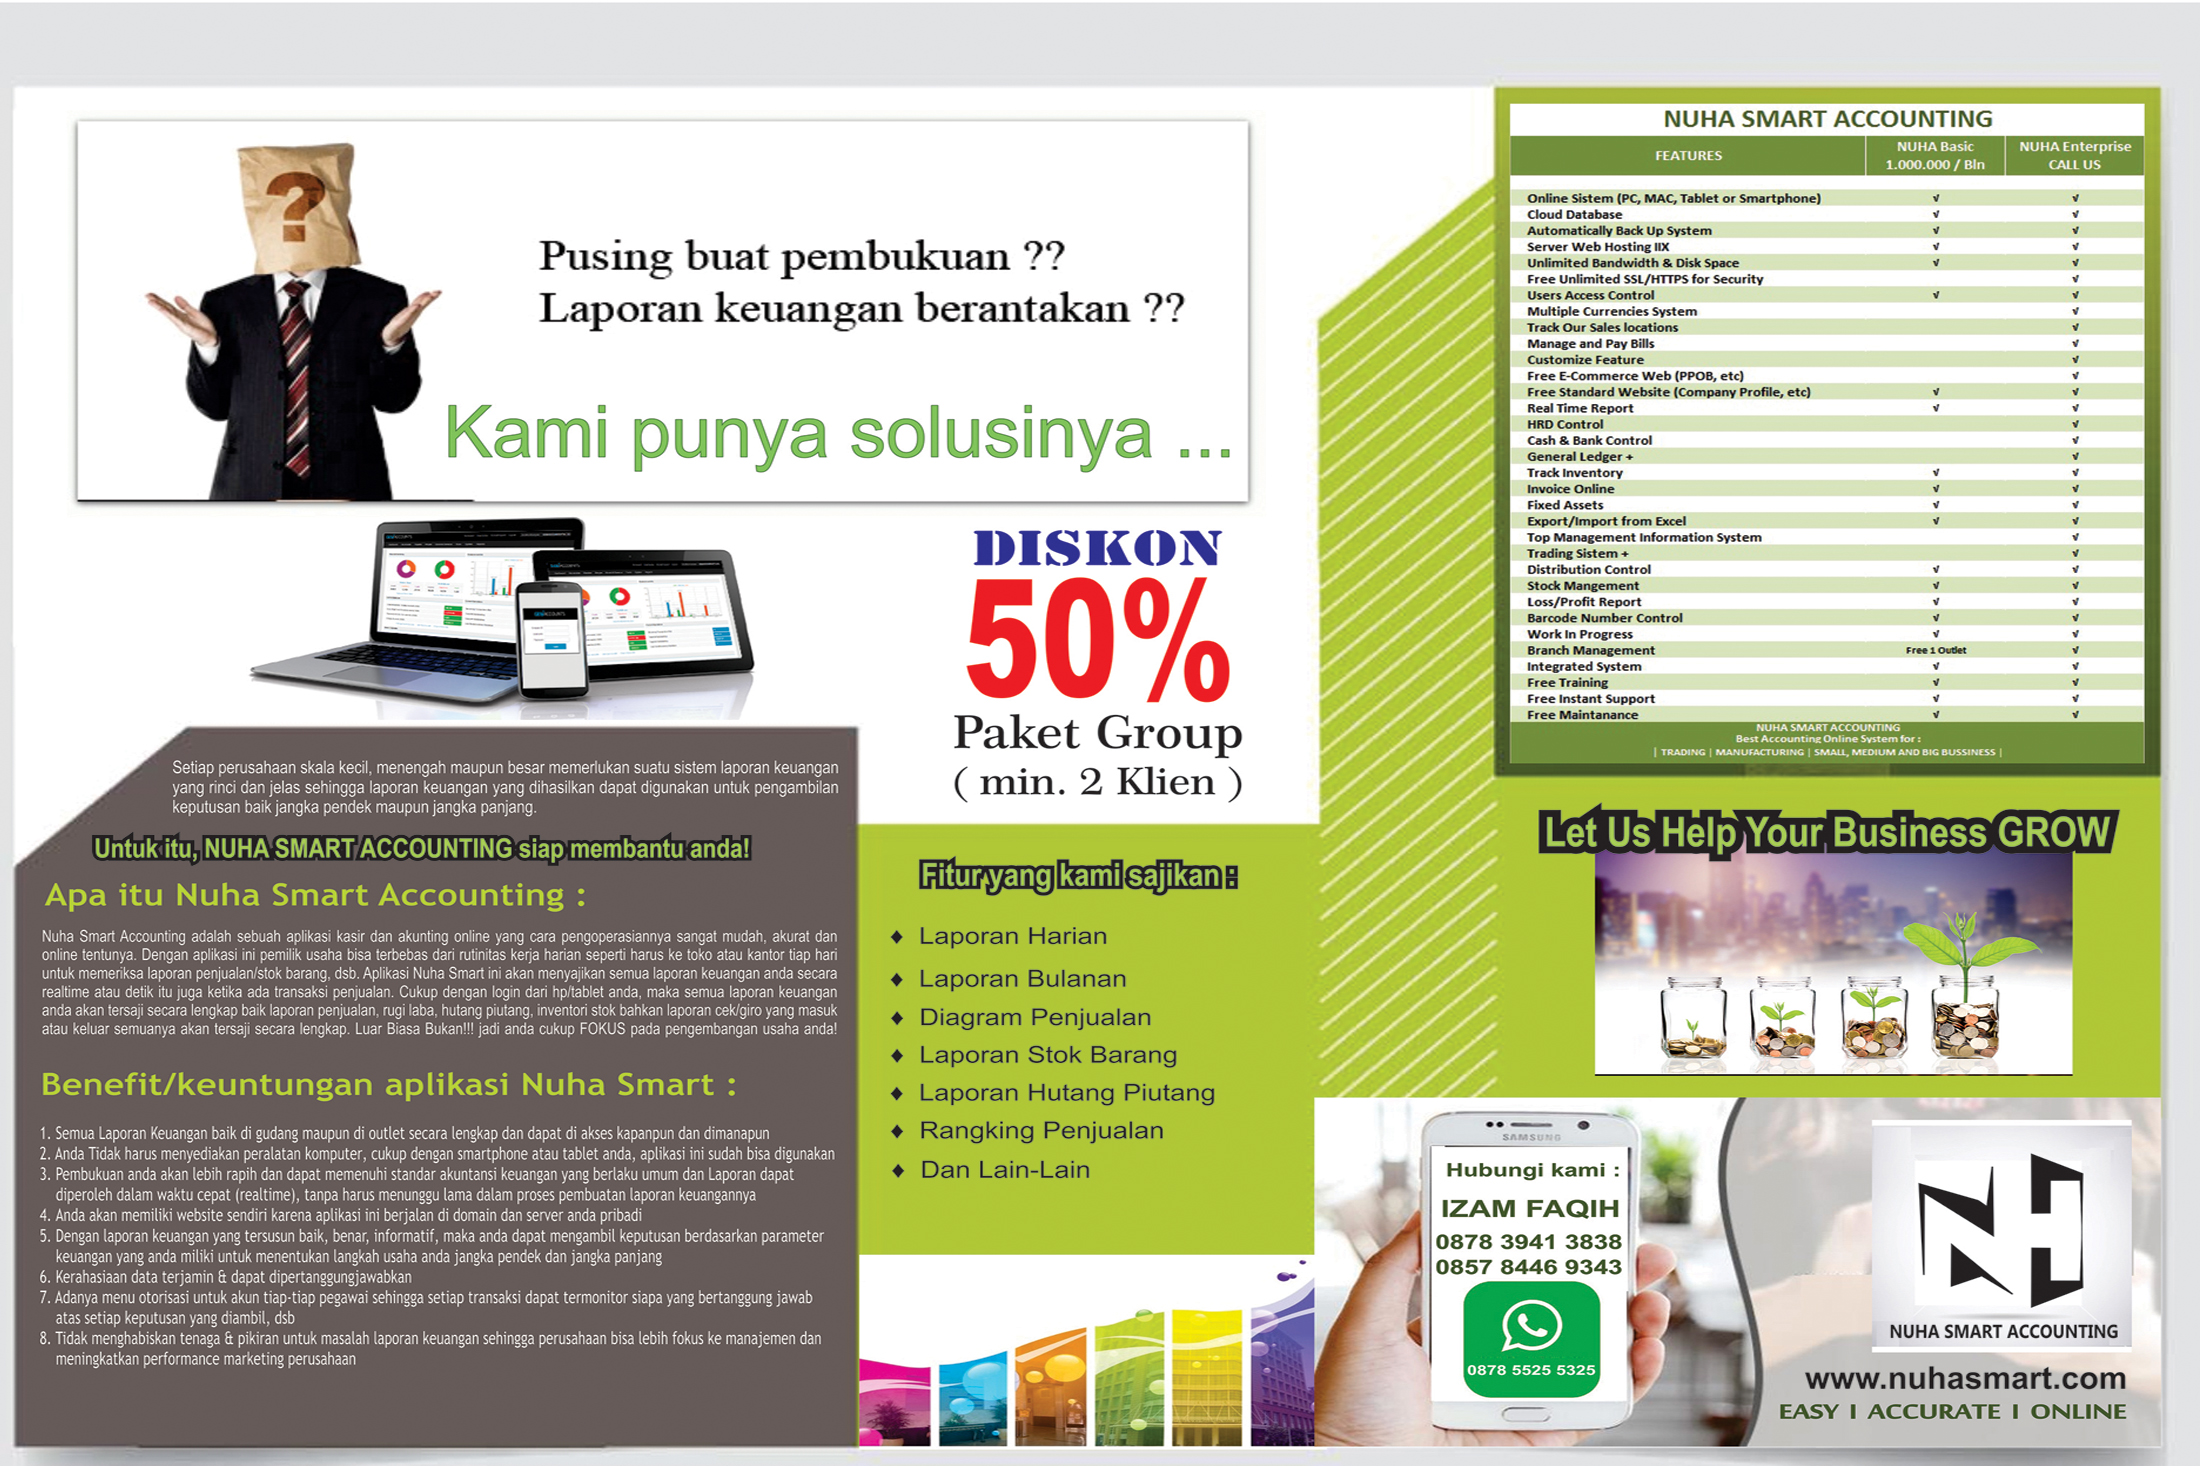 ?
Pusing buat pembukuan ??
Laporan keuangan berantakan ??
Kami punya solusinya ...
DISKON
50%
Paket Group
( min. 2 Klien )
Setiap perusahaan skala kecil, menengah maupun besar memerlukan suatu sistem laporan keuangan
yang rinci dan jelas sehingga laporan keuangan yang dihasilkan dapat digunakan untuk pengambilan
keputusan baik jangka pendek maupun jangka panjang.
Untuk itu, NUHA SMART ACCOUNTING siap membantu anda!
Apa itu Nuha Smart Accounting :
Nuha Smart Accounting adalah sebuah aplikasi kasir dan akunting online yang cara pengoperasiannya sangat mudah, akurat dan
online tentunya. Dengan aplikasi ini pemilik usaha bisa terbebas dari rutinitas kerja harian seperti harus ke toko atau kantor tiap hari
untuk memeriksa laporan penjualan/stok barang, dsb. Aplikasi Nuha Smart ini akan menyajikan semua laporan keuangan anda secara
realtime atau detik itu juga ketika ada transaksi penjualan. Cukup dengan login dari hp/tablet anda, maka semua laporan keuangan
anda akan tersaji secara lengkap baik laporan penjualan, rugi laba, hutang piutang, inventori stok bahkan laporan cek/giro yang masuk
atau keluar semuanya akan tersaji secara lengkap. Luar Biasa Bukan!!! jadi anda cukup FOKUS pada pengembangan usaha anda!
Benefit/keuntungan aplikasi Nuha Smart :
1. Semua Laporan Keuangan baik di gudang maupun di outlet secara lengkap dan dapat di akses kapanpun dan dimanapun
2. Anda Tidak harus menyediakan peralatan komputer, cukup dengan smartphone atau tablet anda, aplikasi ini sudah bisa digunakan
3. Pembukuan anda akan lebih rapih dan dapat memenuhi standar akuntansi keuangan yang berlaku umum dan Laporan dapat
diperoleh dalam waktu cepat (realtime), tanpa harus menunggu lama dalam proses pembuatan laporan keuangannya
4. Anda akan memiliki website sendiri karena aplikasi ini berjalan di domain dan server anda pribadi
5. Dengan laporan keuangan yang tersusun baik, benar, informatif, maka anda dapat mengambil keputusan berdasarkan parameter
keuangan yang anda miliki untuk menentukan langkah usaha anda jangka pendek dan jangka panjang
6. Kerahasiaan data terjamin & dapat dipertanggungjawabkan
7. Adanya menu otorisasi untuk akun tiap-tiap pegawai sehingga setiap transaksi dapat termonitor siapa yang bertanggung jawab
atas setiap keputusan yang diambil, dsb
8. Tidak menghabiskan tenaga & pikiran untuk masalah laporan keuangan sehingga perusahaan bisa lebih fokus ke manajemen dan
meningkatkan performance marketing perusahaan
Fitur yang kami sajikan :
♦ Laporan Harian
♦ Laporan Bulanan
♦ Diagram Penjualan
♦ Laporan Stok Barang
♦ Laporan Hutang Piutang
♦ Rangking Penjualan
♦ Dan Lain-Lain
NUHA SMART ACCOUNTING
FEATURES NUHA Basic 1.000.000 / Bln NUHA Enterprise CALL US
Online Sistem (PC, MAC, Tablet or Smartphone) √ √
Cloud Database √ √
Automatically Back Up System √ √
Server Web Hosting IIX √ √
Unlimited Bandwidth & Disk Space √ √
Free Unlimited SSL/HTTPS for Security √
Users Access Control √ √
Multiple Currencies System √
Track Our Sales locations √
Manage and Pay Bills √
Customize Feature √
Free E-Commerce Web (PPOB, etc) √
Free Standard Website (Company Profile, etc) √ √
Real Time Report √ √
HRD Control √
Cash & Bank Control √
General Ledger + √
Track Inventory √ √
Invoice Online √ √
Fixed Assets √ √
Export/Import from Excel √ √
Top Management Information System √
Trading Sistem + √
Distribution Control √ √
Stock Mangement √ √
Loss/Profit Report √ √
Barcode Number Control √ √
Work In Progress √ √
Branch Management Free 1 Outlet √
Integrated System √ √
Free Training √ √
Free Instant Support √ √
Free Maintanance √ √
NUHA SMART ACCOUNTING
Best Accounting Online System for :
| TRADING | MANUFACTURING | SMALL, MEDIUM AND BIG BUSSINESS |
Let Us Help Your Business GROW
SAMSUNG
Hubungi kami :
IZAM FAQIH
0878 3941 3838
0857 8446 9343
0878 5525 5325
NUHA SMART ACCOUNTING
www.nuhasmart.com
EASY I ACCURATE I ONLINE